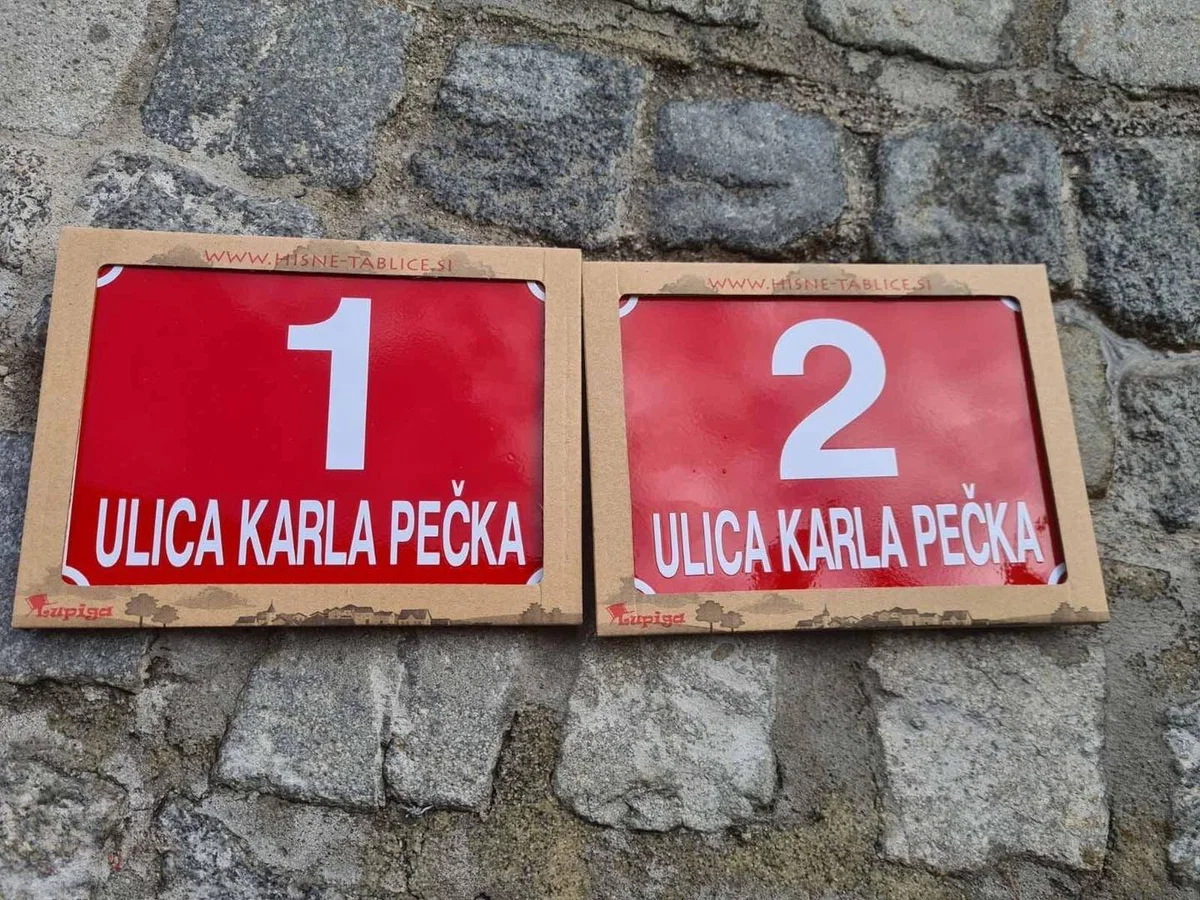 WWW.HISNE-TABLICE.SI
1
ULICA KARLA PEČKA
Lupiga
WWW.HISNE-TABLICE.SI
2
ULICA KARLA PEČKA
Lupiga